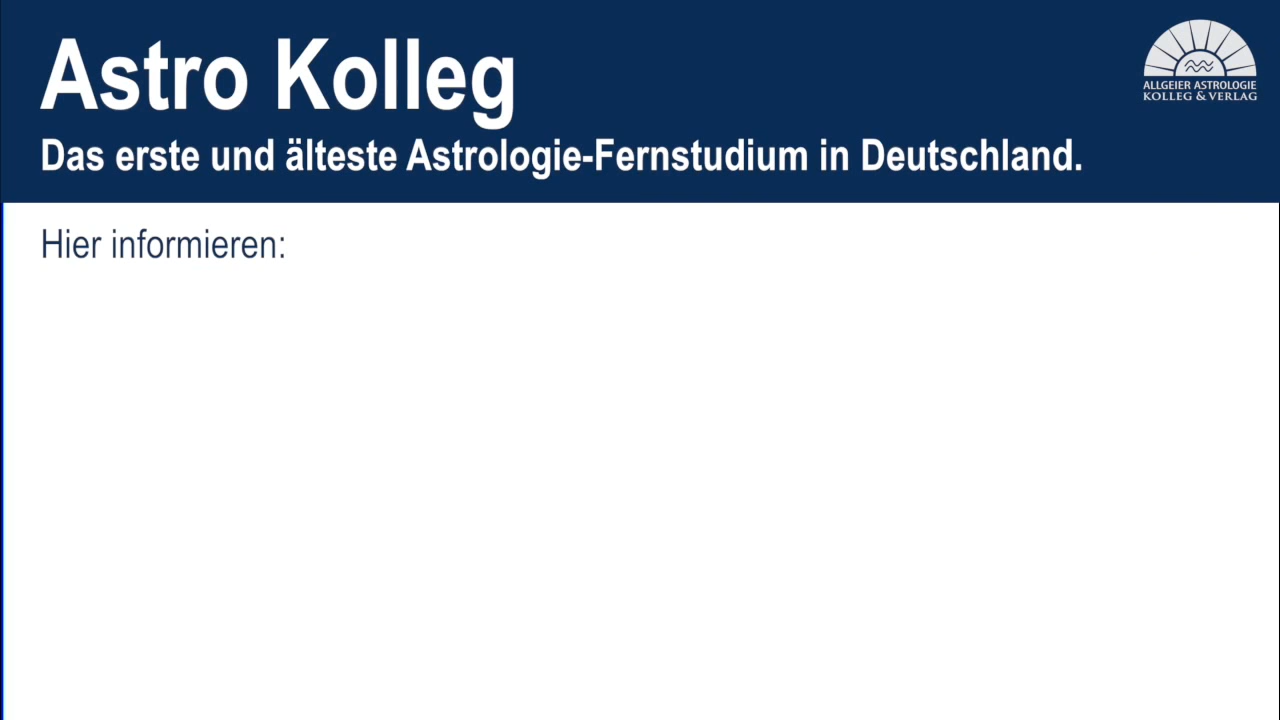 Astro Kolleg
Das erste und älteste Astrologie-Fernstudium in Deutschland.
ALLGEIER ASTROLOGIE
KOLLEG & VERLAG
Hier informieren: